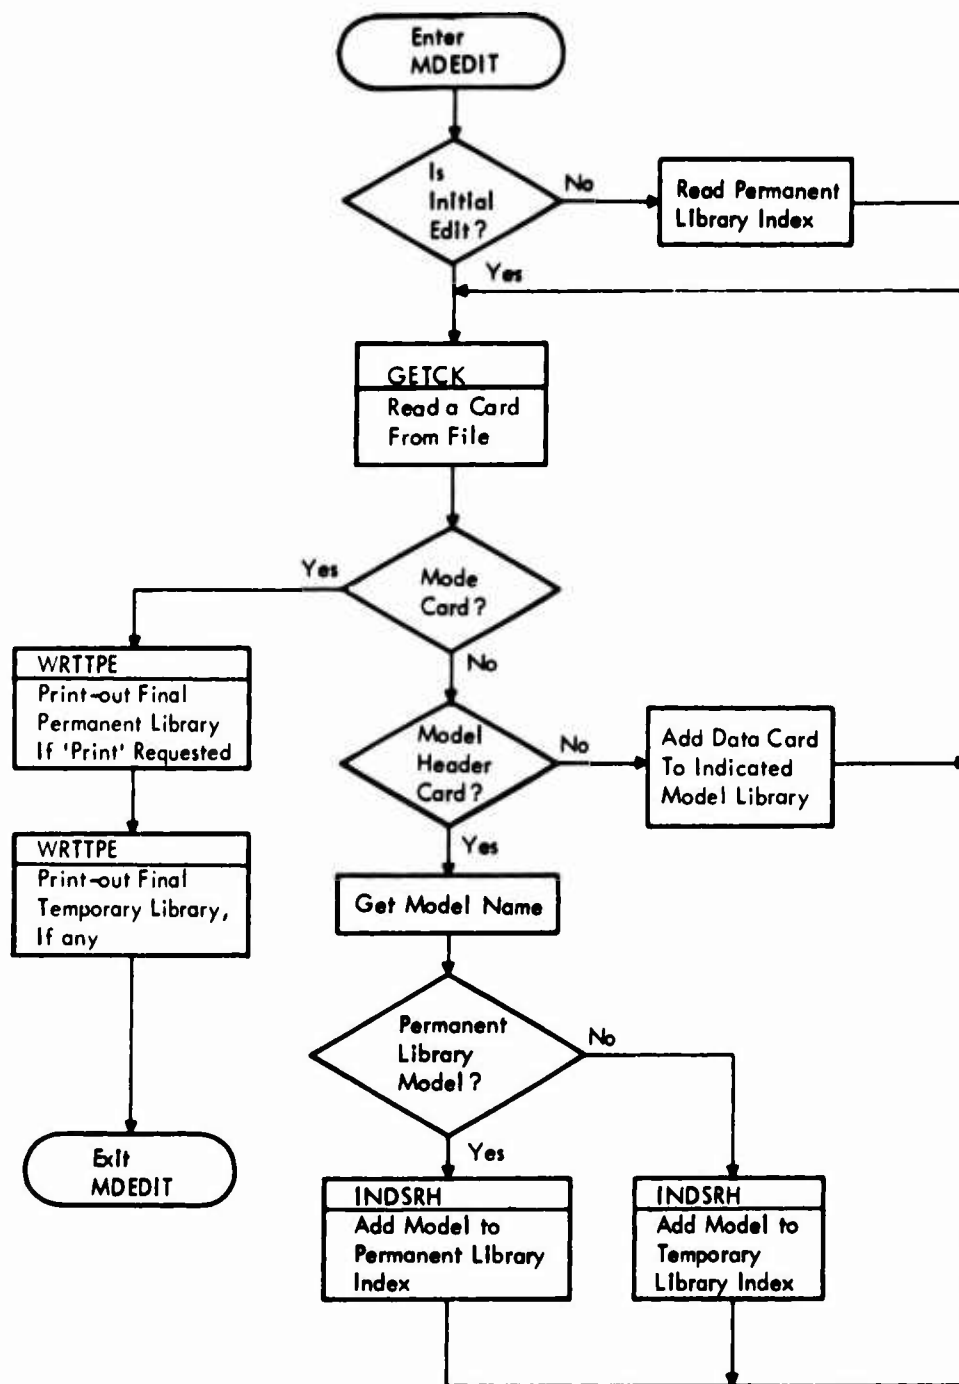 Enter
MDEDIT
Is
Initial
Edit?
No
Read Permanent
Library Index
Yes
GETCK
Read a Card
From File
Yes
Mode
Card?
No
WRTTPE
Print-out Final
Permanent Library
If 'Print' Requested
Model
Header
Card?
No
Add Data Card
To Indicated
Model Library
Yes
WRTTPE
Print-out Final
Temporary Library,
If any
Get Model Name
Permanent
Library
Model?
No
Yes
Exit
MDEDIT
INDSRH
Add Model to
Permanent Library
Index
INDSRH
Add Model to
Temporary
Library Index